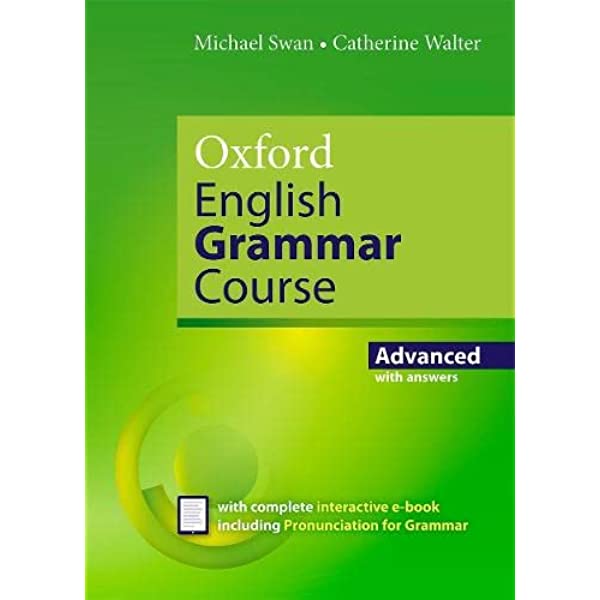 Michael Swan • Catherine Walter
Oxford
English
Grammar
Course
Advanced
with answers
with complete interactive e-book
including Pronunciation for Grammar